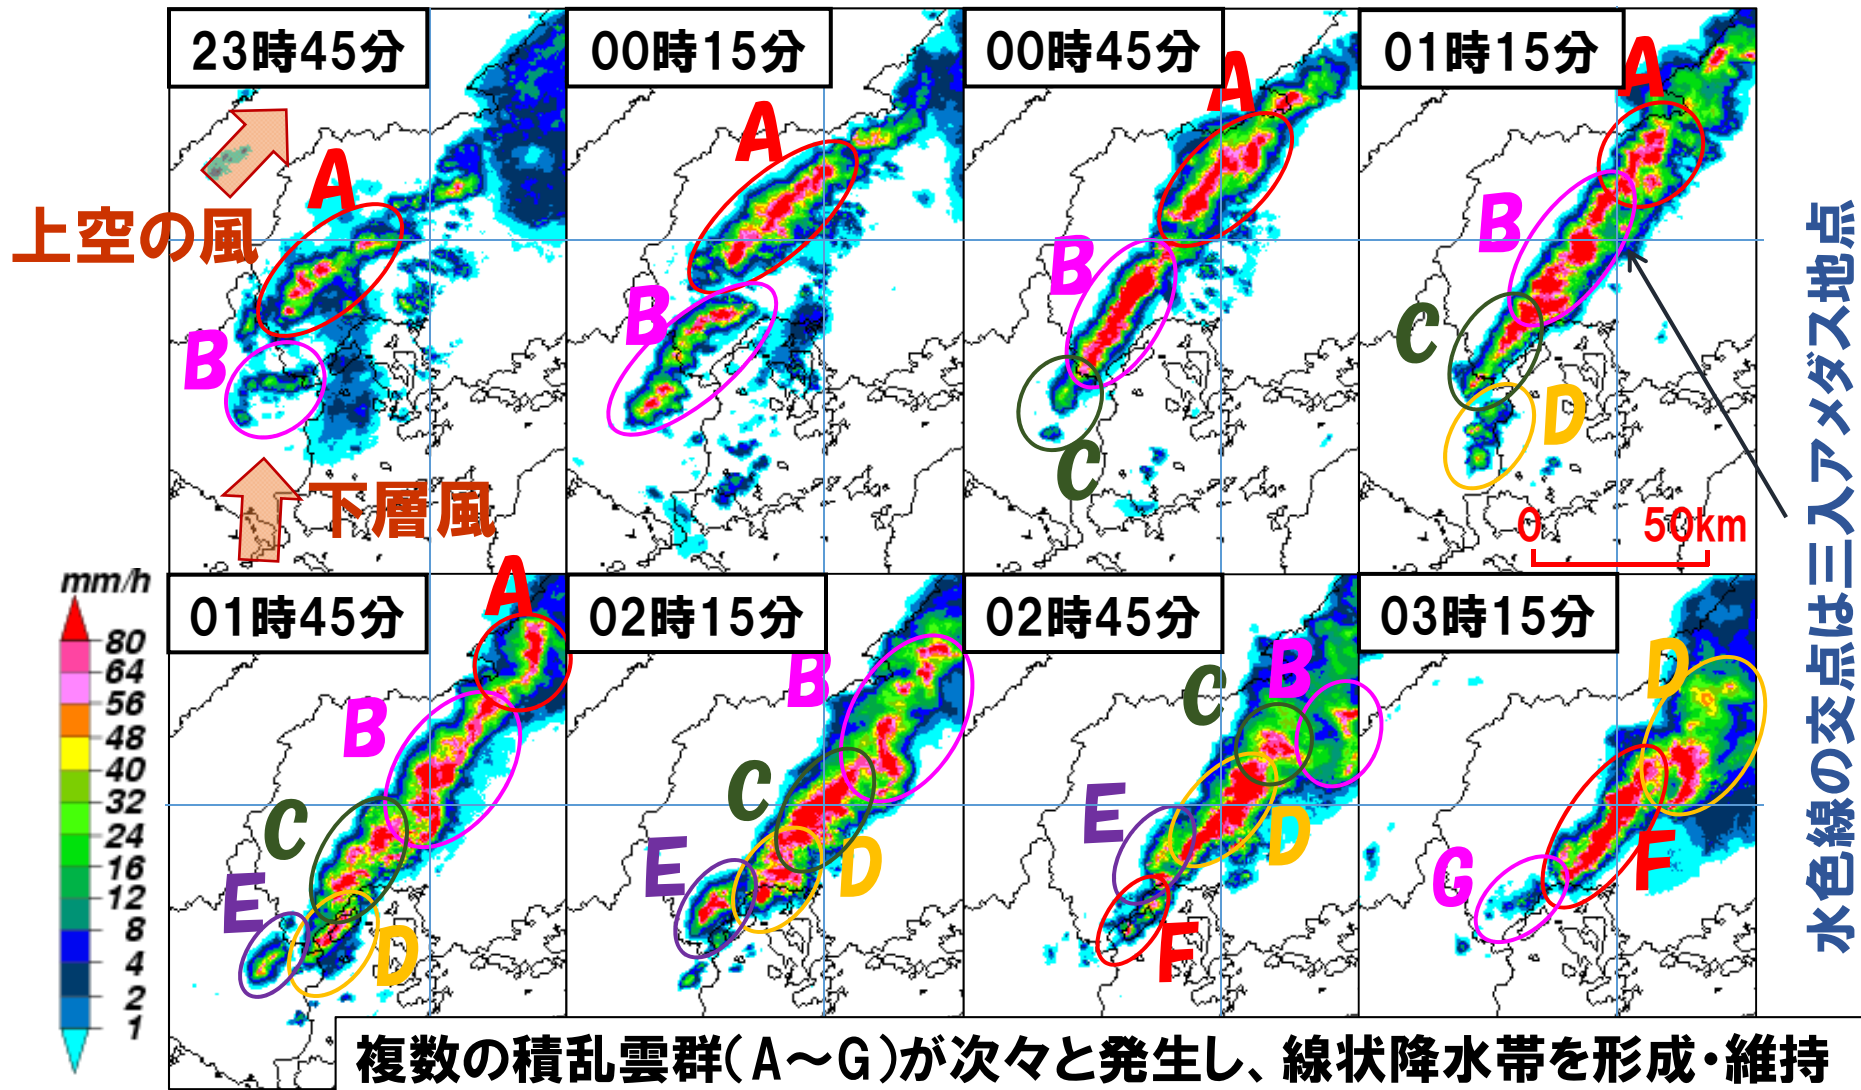 23時45分
00時15分
00時45分
01時15分
A
B
上空の風
下層風
A
B
A
B
C
A
B
C
D
0 50km
水色線の交点は三入アメダス地点
mm/h
80
64
56
48
40
32
24
16
12
8
4
2
1
01時45分
02時15分
02時45分
03時15分
A
B
C
E
D
B
C
E
D
B
C
E
D
F
D
F
G
複数の積乱雲群(A～G)が次々と発生し、線状降水帯を形成・維持